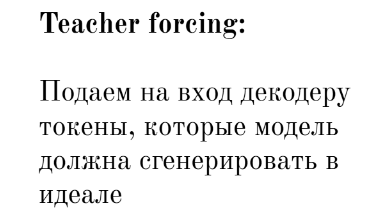 Teacher forcing:
Подаем на вход декодеру
токены, которые модель
должна сгенерировать в
идеале